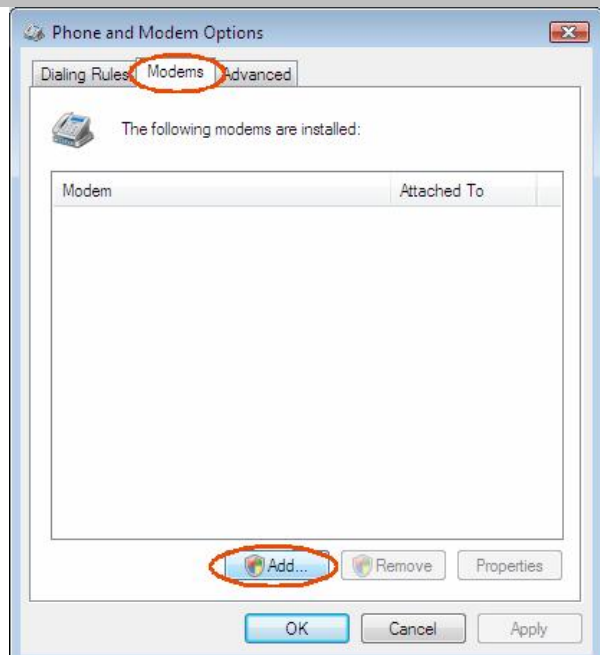 Phone and Modem Options
Dialing Rules Modems Advanced
The following modems are installed:
Modem Attached To
Add... Remove Properties
OK Cancel Apply